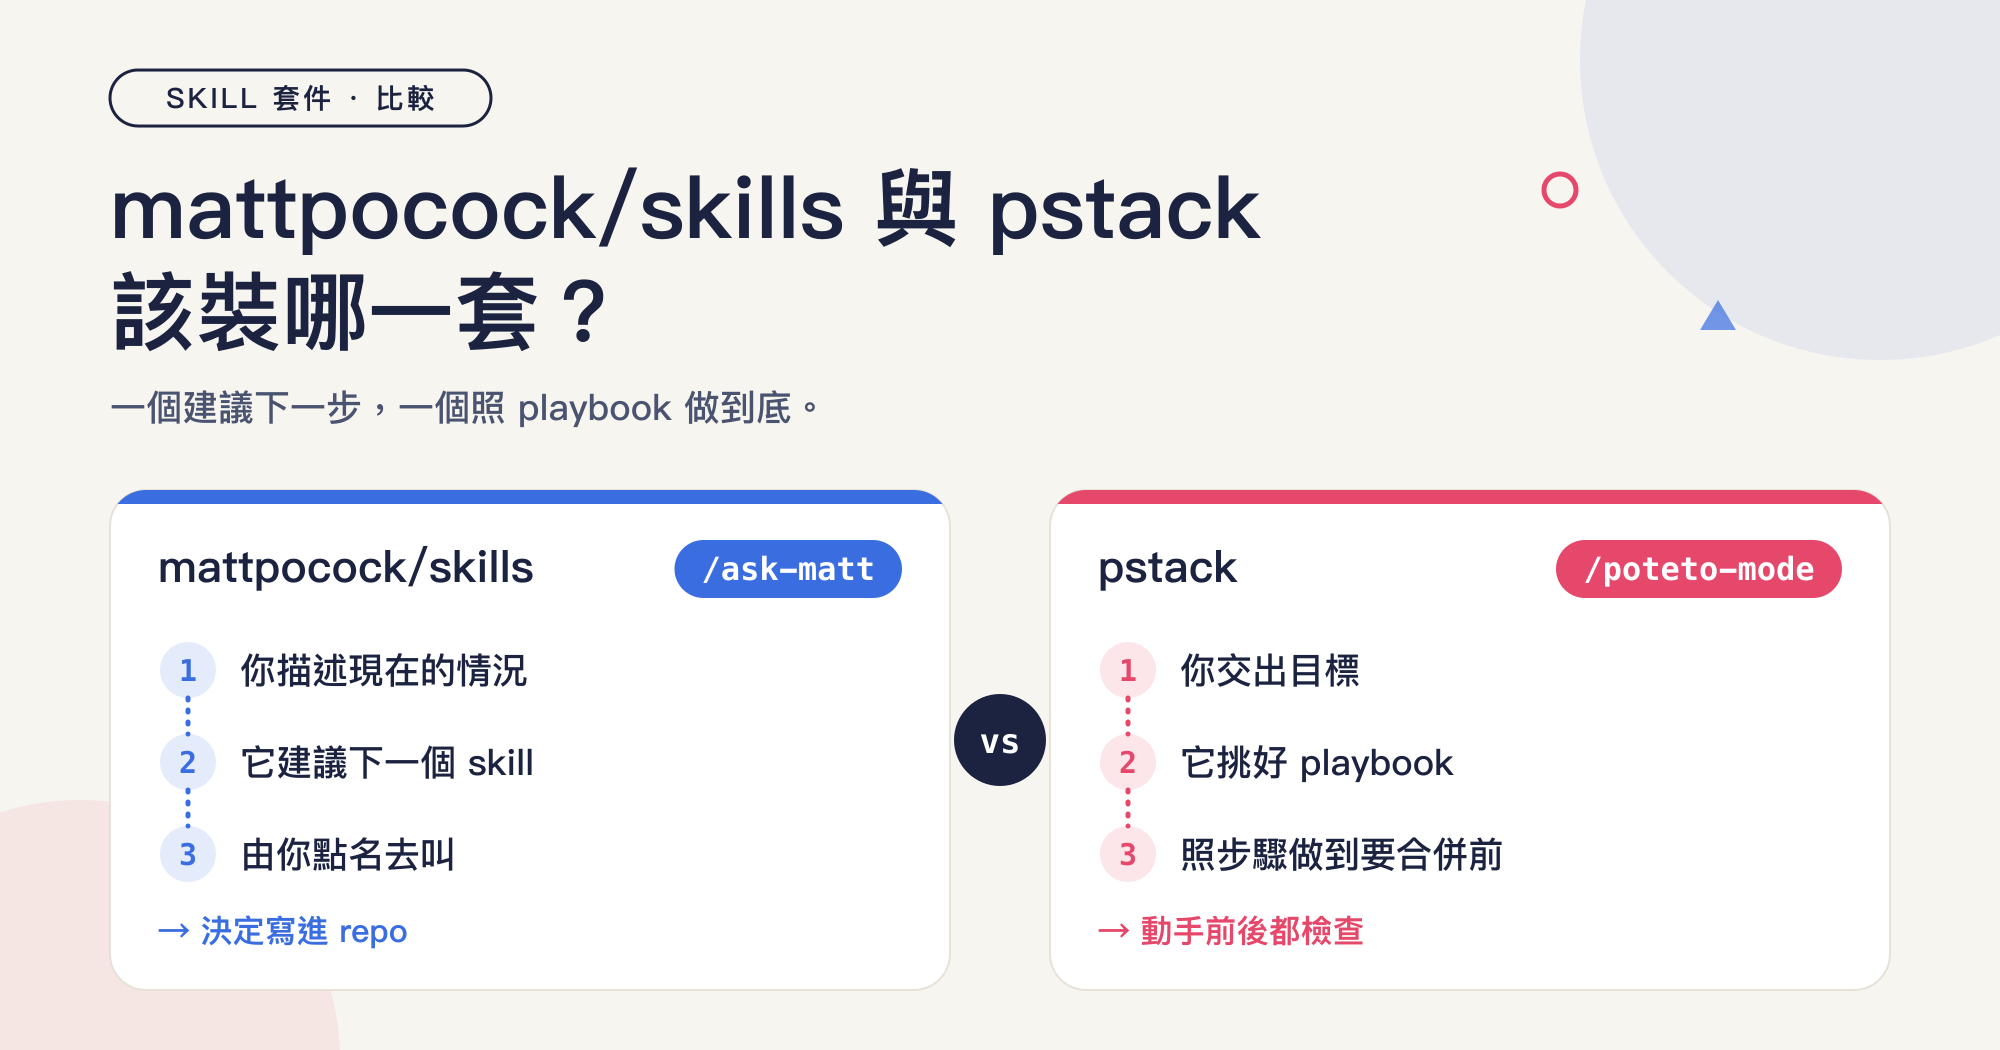 SKILL 套件 · 比較
mattpocock/skills 與 pstack
該裝哪一套？
一個建議下一步，一個照 playbook 做到底。
mattpocock/skills
/ask-matt
1 你描述現在的情況
2 它建議下一個 skill
3 由你點名去叫
→ 決定寫進 repo
vs
pstack
/poteto-mode
1 你交出目標
2 它挑好 playbook
3 照步驟做到要合併前
→ 動手前後都檢查